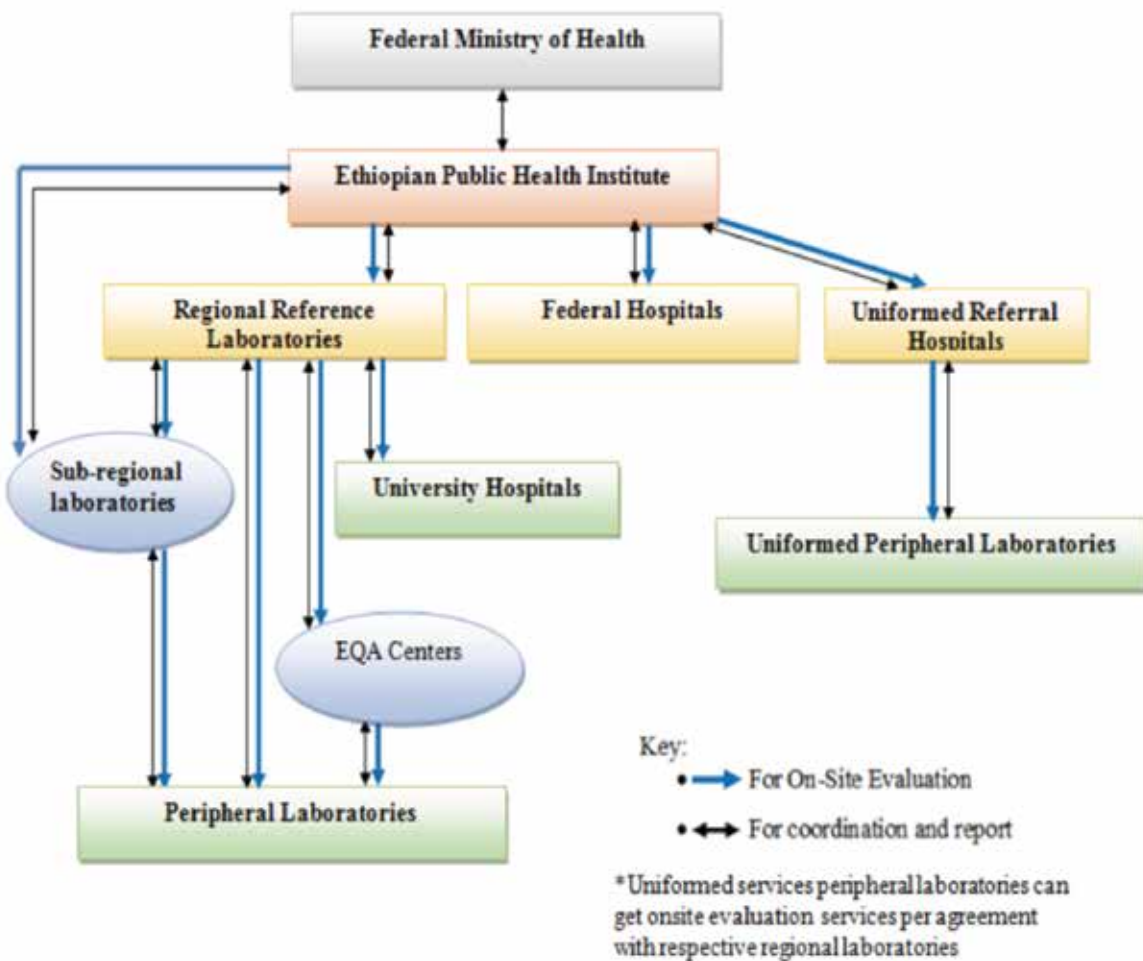 Federal Ministry of Health
Ethiopian Public Health Institute
Regional Reference
Laboratories
Federal Hospitals
Uniformed Referral
Hospitals
Sub-regional
laboratories
University Hospitals
Uniformed Peripheral Laboratories
EQA Centers
Peripheral Laboratories
Key:
For On-Site Evaluation
For coordination and report
*Uniformed services peripheral laboratories can
get onsite evaluation services per agreement
with respective regional laboratories